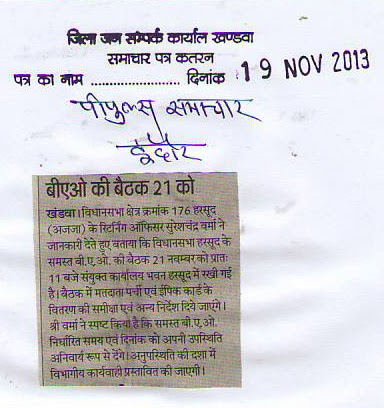 जिला जन सम्पर्क कार्याल खण्डवा
समाचार पत्र कतरन
पत्र का नाम ...................... दिनांक 19 NOV 2013
पीपुल्स समाचार
इंदौर
बीएओ की बैठक 21 को
खंडवा। विधानसभा क्षेत्र क्रमांक 176 हरसूद
(अजजा) के रिटर्निंग ऑफिसर सुरेशचंद्र वर्मा ने
जानकारी देते हुए बताया कि विधानसभा हरसूद के
समस्त बी.ए.ओ. की बैठक 21 नवम्बर को प्रातः
11 बजे संयुक्त कार्यालय भवन हरसूद में रखी गई
है। बैठक में मतदाता पर्ची एवं ईपिक कार्ड के
वितरण की समीक्षा एवं अन्य निर्देश दिये जाएंगे।
श्री वर्मा ने स्पष्ट किया है कि समस्त बी.ए.ओ.
निर्धारित समय एवं दिनांक को अपनी उपस्थिति
अनिवार्य रूप से देंगे। अनुपस्थिति की दशा में
विभागीय कार्यवाही प्रस्तावित की जाएगी।